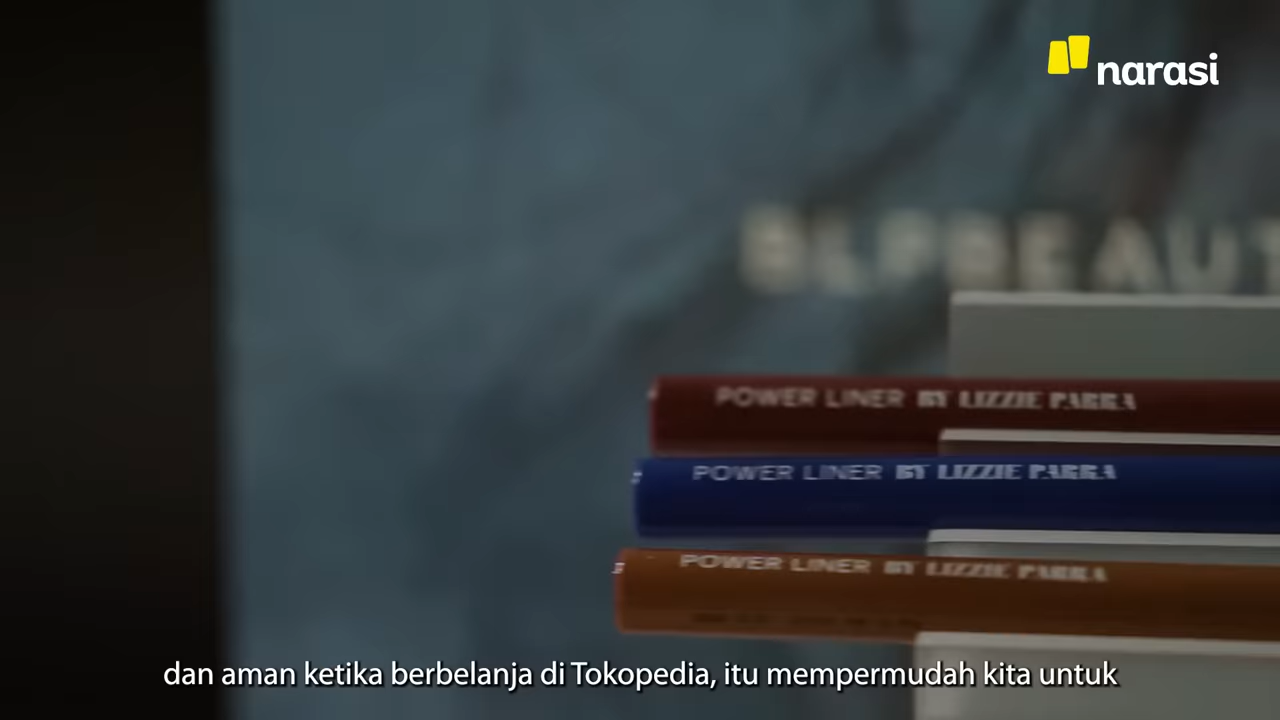 narasi
BLPBEAUT
POWER LINER BY LIZZIE PARRA
POWER LINER BY LIZZIE PARRA
POWER LINER BY LIZZIE PARRA
dan aman ketika berbelanja di Tokopedia, itu mempermudah kita untuk